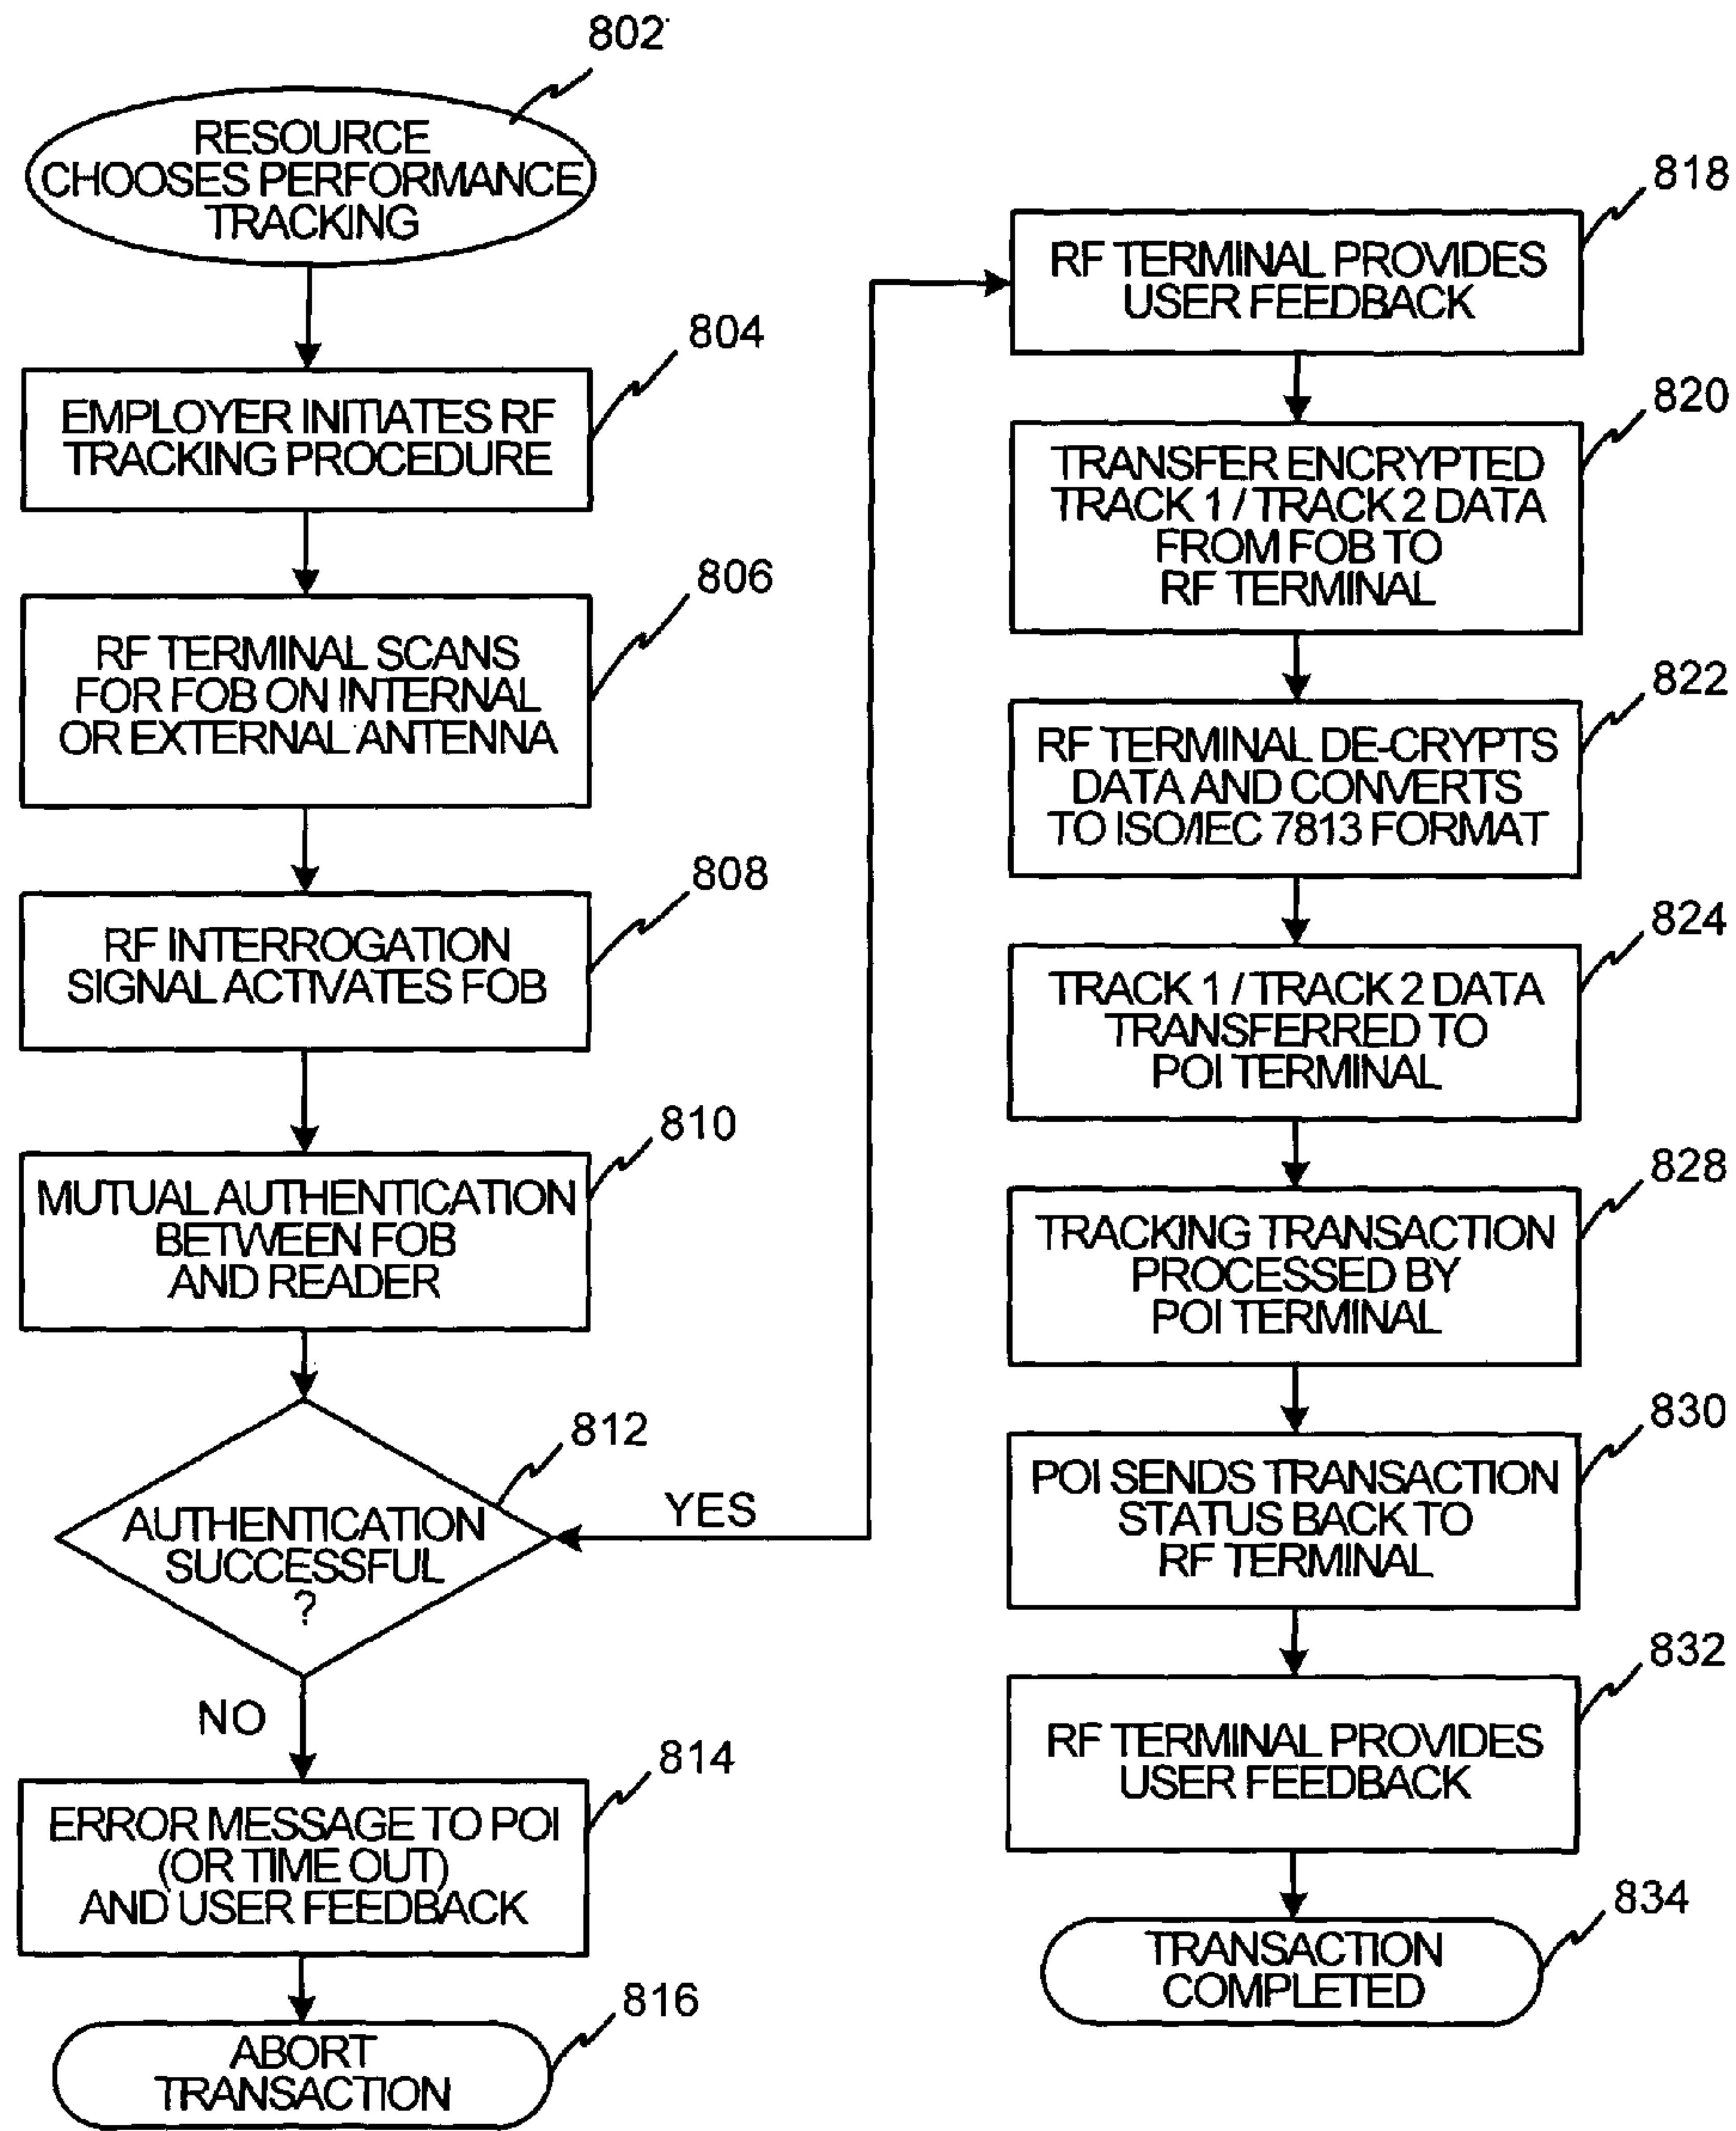 802
RESOURCE
CHOOSES PERFORMANCE
TRACKING
804
EMPLOYER INITIATES RF
TRACKING PROCEDURE
806
RF TERMINAL SCANS
FOR FOB ON INTERNAL
OR EXTERNAL ANTENNA
808
RF INTERROGATION
SIGNAL ACTIVATES FOB
810
MUTUAL AUTHENTICATION
BETWEEN FOB
AND READER
812
AUTHENTICATION
SUCCESSFUL
?
YES
NO
814
ERROR MESSAGE TO POI
(OR TIME OUT)
AND USER FEEDBACK
816
ABORT
TRANSACTION
818
RF TERMINAL PROVIDES
USER FEEDBACK
820
TRANSFER ENCRYPTED
TRACK 1 / TRACK 2 DATA
FROM FOB TO
RF TERMINAL
822
RF TERMINAL DE-CRYPTS
DATA AND CONVERTS
TO ISO/IEC 7813 FORMAT
824
TRACK 1 / TRACK 2 DATA
TRANSFERRED TO
POI TERMINAL
828
TRACKING TRANSACTION
PROCESSED BY
POI TERMINAL
830
POI SENDS TRANSACTION
STATUS BACK TO
RF TERMINAL
832
RF TERMINAL PROVIDES
USER FEEDBACK
834
TRANSACTION
COMPLETED